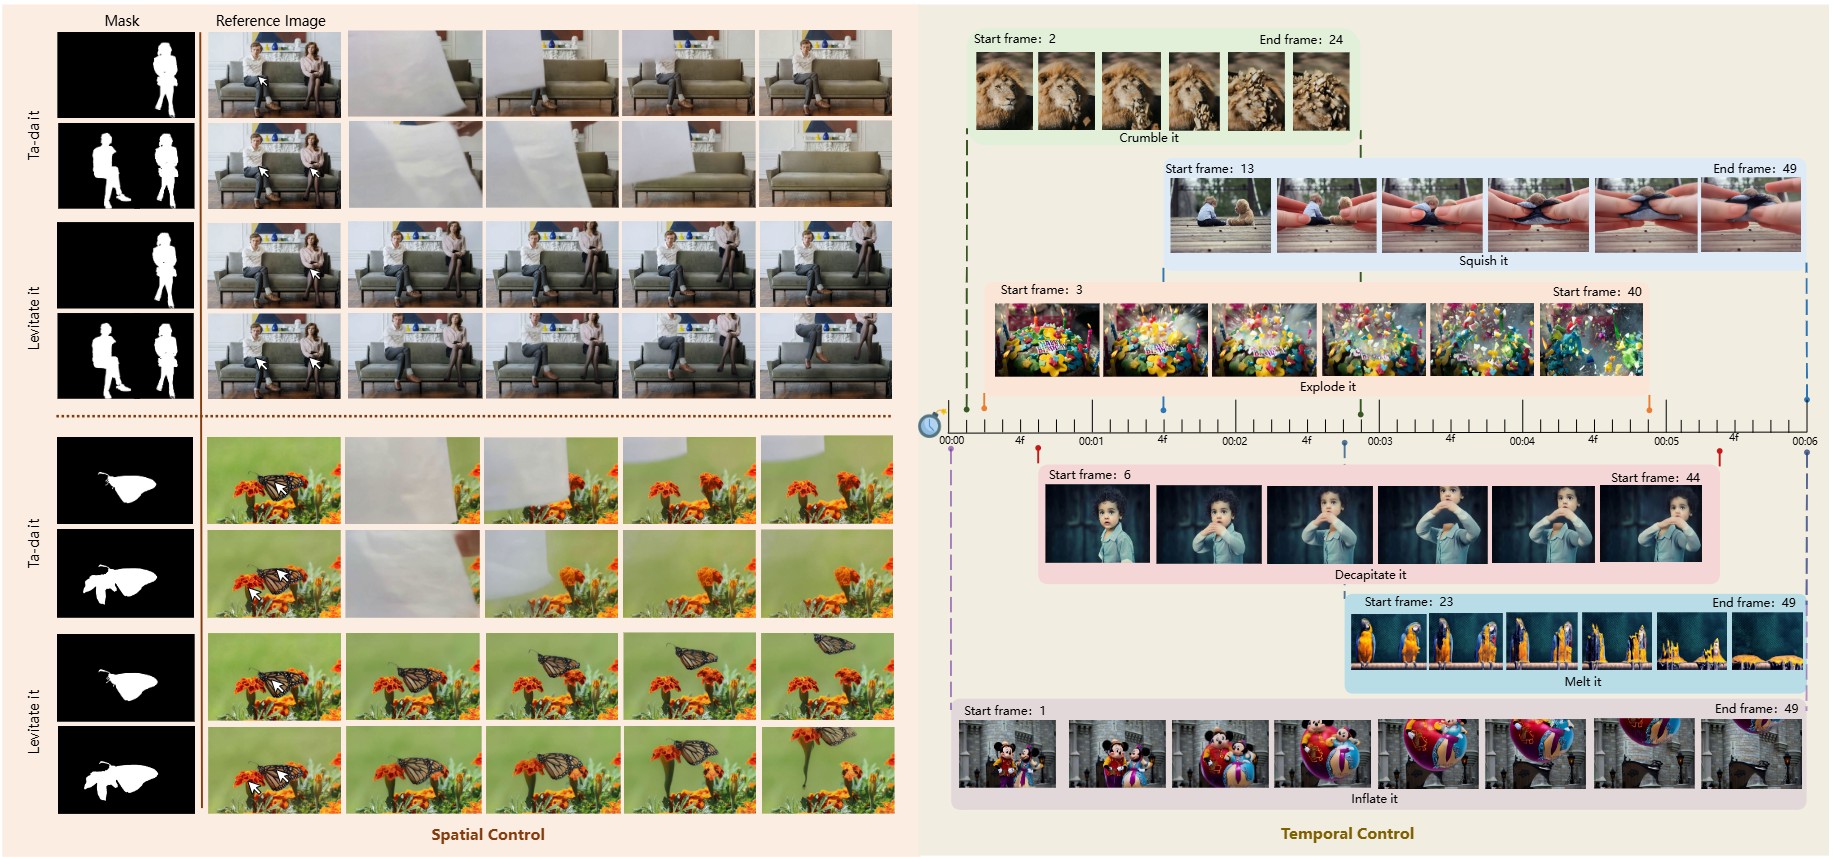 Mask
Reference Image
Ta-da it
Levitate it
Ta-da it
Levitate it
Spatial Control
Start frame: 2
End frame: 24
Crumble it
Start frame: 13
End frame: 49
Squish it
Start frame: 3
Start frame: 40
Explode it
00:00 4f 00:01 4f 00:02 4f 00:03 4f 00:04 4f 00:05 4f 00:06
Start frame: 6
Start frame: 44
Decapitate it
Start frame: 23
End frame: 49
Melt it
Start frame: 1
End frame: 49
Inflate it
Temporal Control